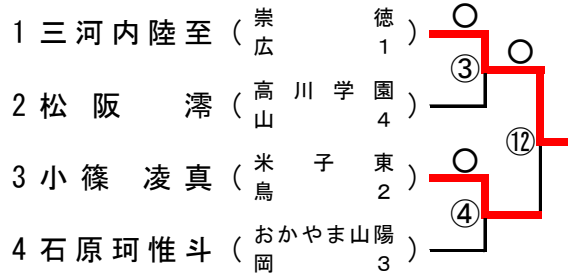 1 三河内陸至 (崇徳 広1) ○
③ ○
2 松阪 澪 (高川学園 山4)
⑫
3 小篠 凌真 (米子東 鳥2) ○
④
4 石原珂惟斗 (おかやま山陽 岡3)